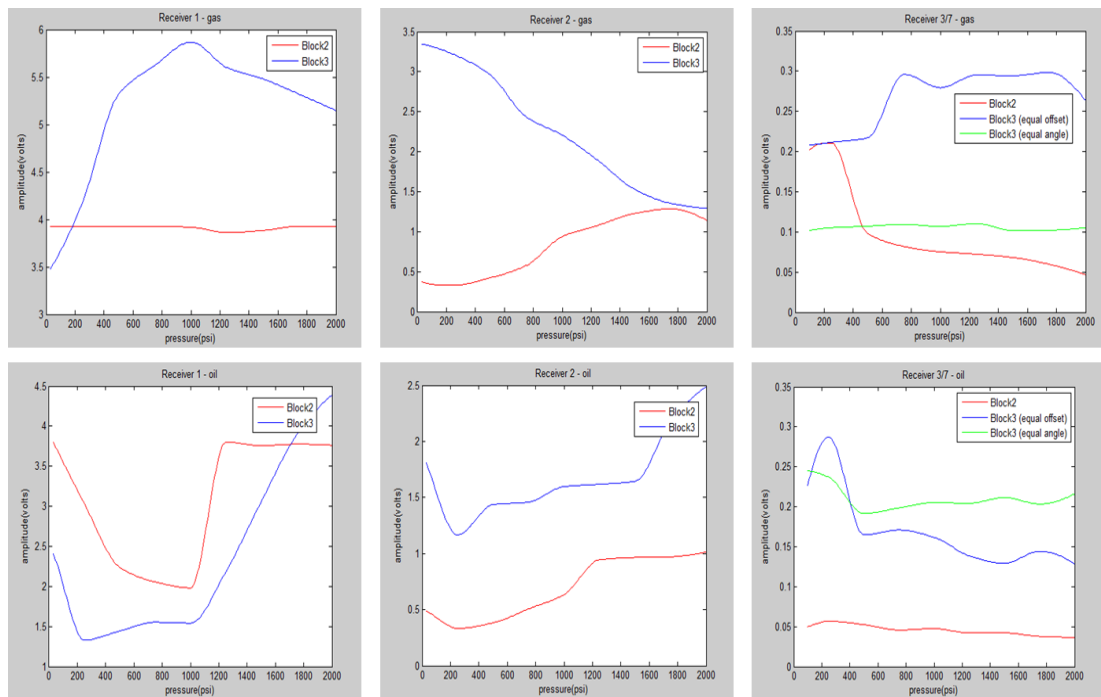 Receiver 1 - gas
amplitude(volts)
6
5.5
5
4.5
4
3.5
3
Block2
Block3
0 200 400 600 800 1000 1200 1400 1600 1800 2000
pressure(psi)
Receiver 2 - gas
amplitude(volts)
3.5
3
2.5
2
1.5
1
0.5
0
Block2
Block3
0 200 400 600 800 1000 1200 1400 1600 1800 2000
pressure(psi)
Receiver 3/7 - gas
amplitude(volts)
0.35
0.3
0.25
0.2
0.15
0.1
0.05
0
Block2
Block3 (equal offset)
Block3 (equal angle)
0 200 400 600 800 1000 1200 1400 1600 1800 2000
pressure(psi)
Receiver 1 - oil
amplitude(volts)
4.5
4
3.5
3
2.5
2
1.5
1
Block2
Block3
0 200 400 600 800 1000 1200 1400 1600 1800 2000
pressure(psi)
Receiver 2 - oil
amplitude(volts)
2.5
2
1.5
1
0.5
0
Block2
Block3
0 200 400 600 800 1000 1200 1400 1600 1800 2000
pressure(psi)
Receiver 3/7 - oil
amplitude(volts)
0.35
0.3
0.25
0.2
0.15
0.1
0.05
0
Block2
Block3 (equal offset)
Block3 (equal angle)
0 200 400 600 800 1000 1200 1400 1600 1800 2000
pressure(psi)